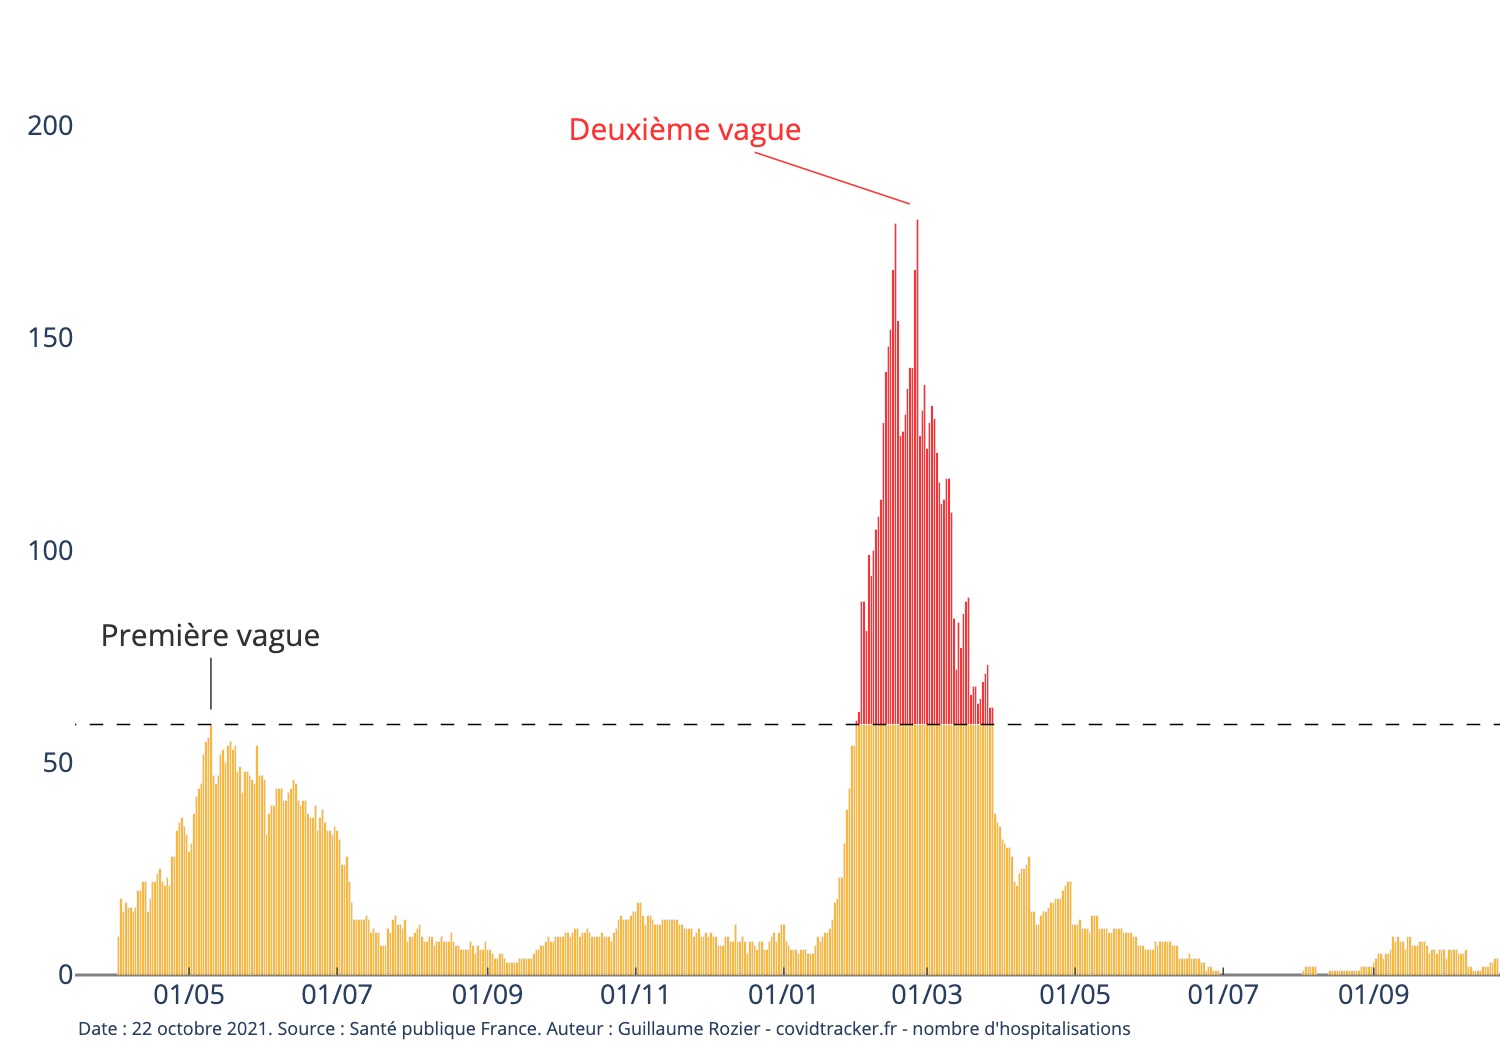 200
Deuxième vague
150
100
Première vague
50
0
01/05 01/07 01/09 01/11 01/01 01/03 01/05 01/07 01/09
Date : 22 octobre 2021. Source : Santé publique France. Auteur : Guillaume Rozier - covidtracker.fr - nombre d'hospitalisations